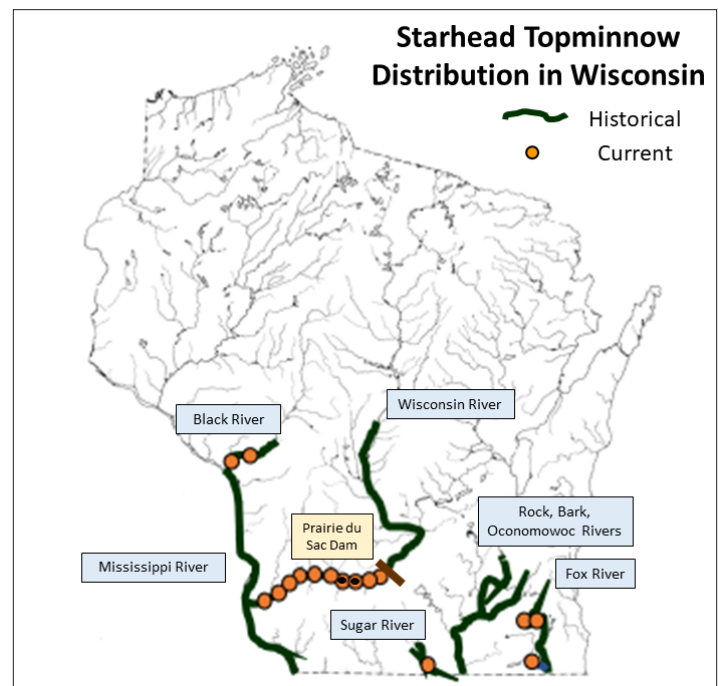 Starhead Topminnow
Distribution in Wisconsin
Historical
Current
Wisconsin River
Black River
Rock, Bark,
Oconomowoc Rivers
Prairie du
Sac Dam
Mississippi River
Fox River
Sugar River